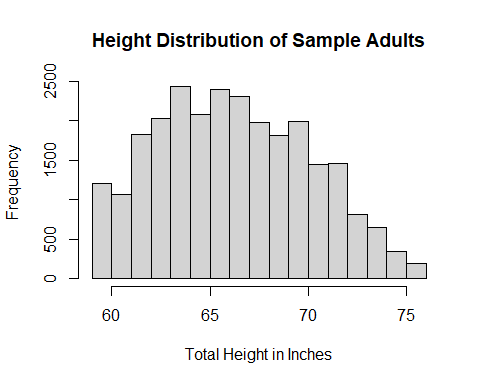 Height Distribution of Sample Adults
2500
1500
500
0
Frequency
60 65 70 75
Total Height in Inches